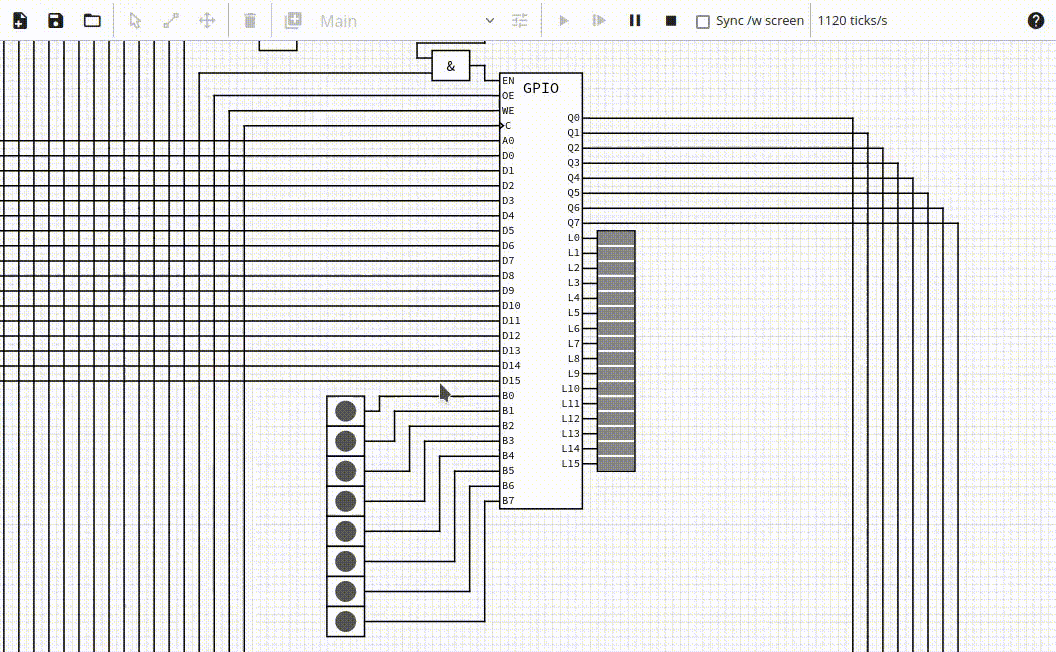 Main
Sync /w screen
1120 ticks/s
&
GPIO
EN
OE
WE
C
A0
D0
D1
D2
D3
D4
D5
D6
D7
D8
D9
D10
D11
D12
D13
D14
D15
B0
B1
B2
B3
B4
B5
B6
B7
Q0
Q1
Q2
Q3
Q4
Q5
Q6
Q7
L0
L1
L2
L3
L4
L5
L6
L7
L8
L9
L10
L11
L12
L13
L14
L15